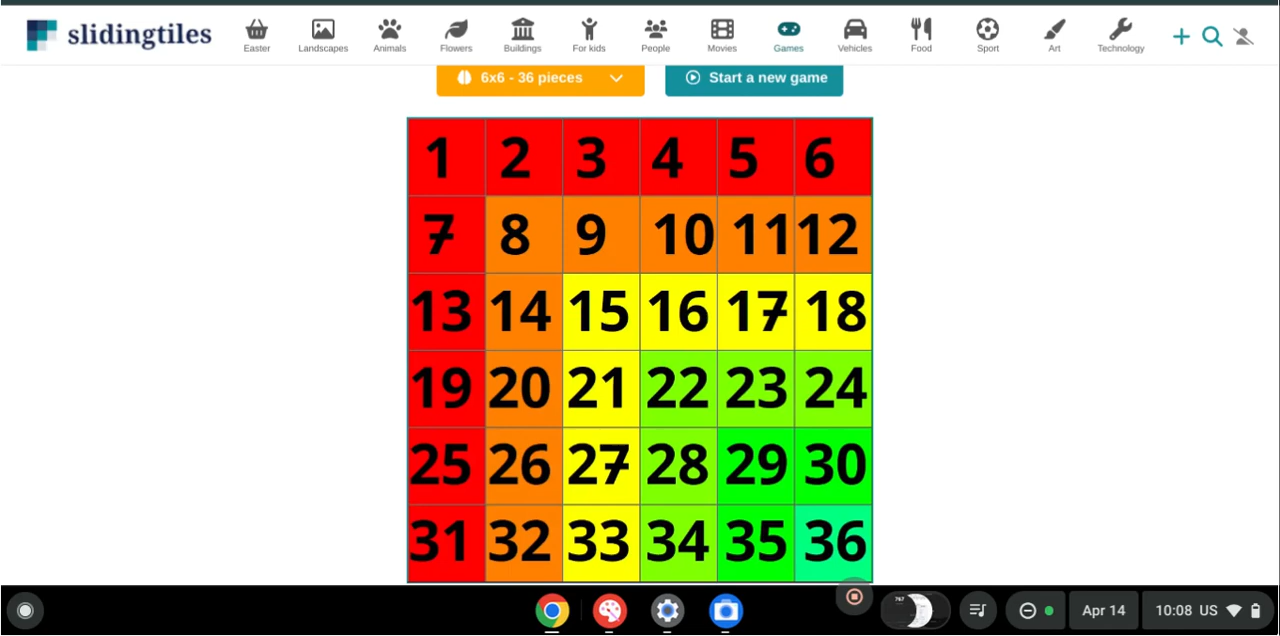 slidingtiles
Easter Landscapes Animals Flowers Buildings For kids People Movies Games Vehicles Food Sport Art Technology
6x6 - 36 pieces
Start a new game
1 2 3 4 5 6
7 8 9 10 11 12
13 14 15 16 17 18
19 20 21 22 23 24
25 26 27 28 29 30
31 32 33 34 35 36
767
Apr 14
10:08 US